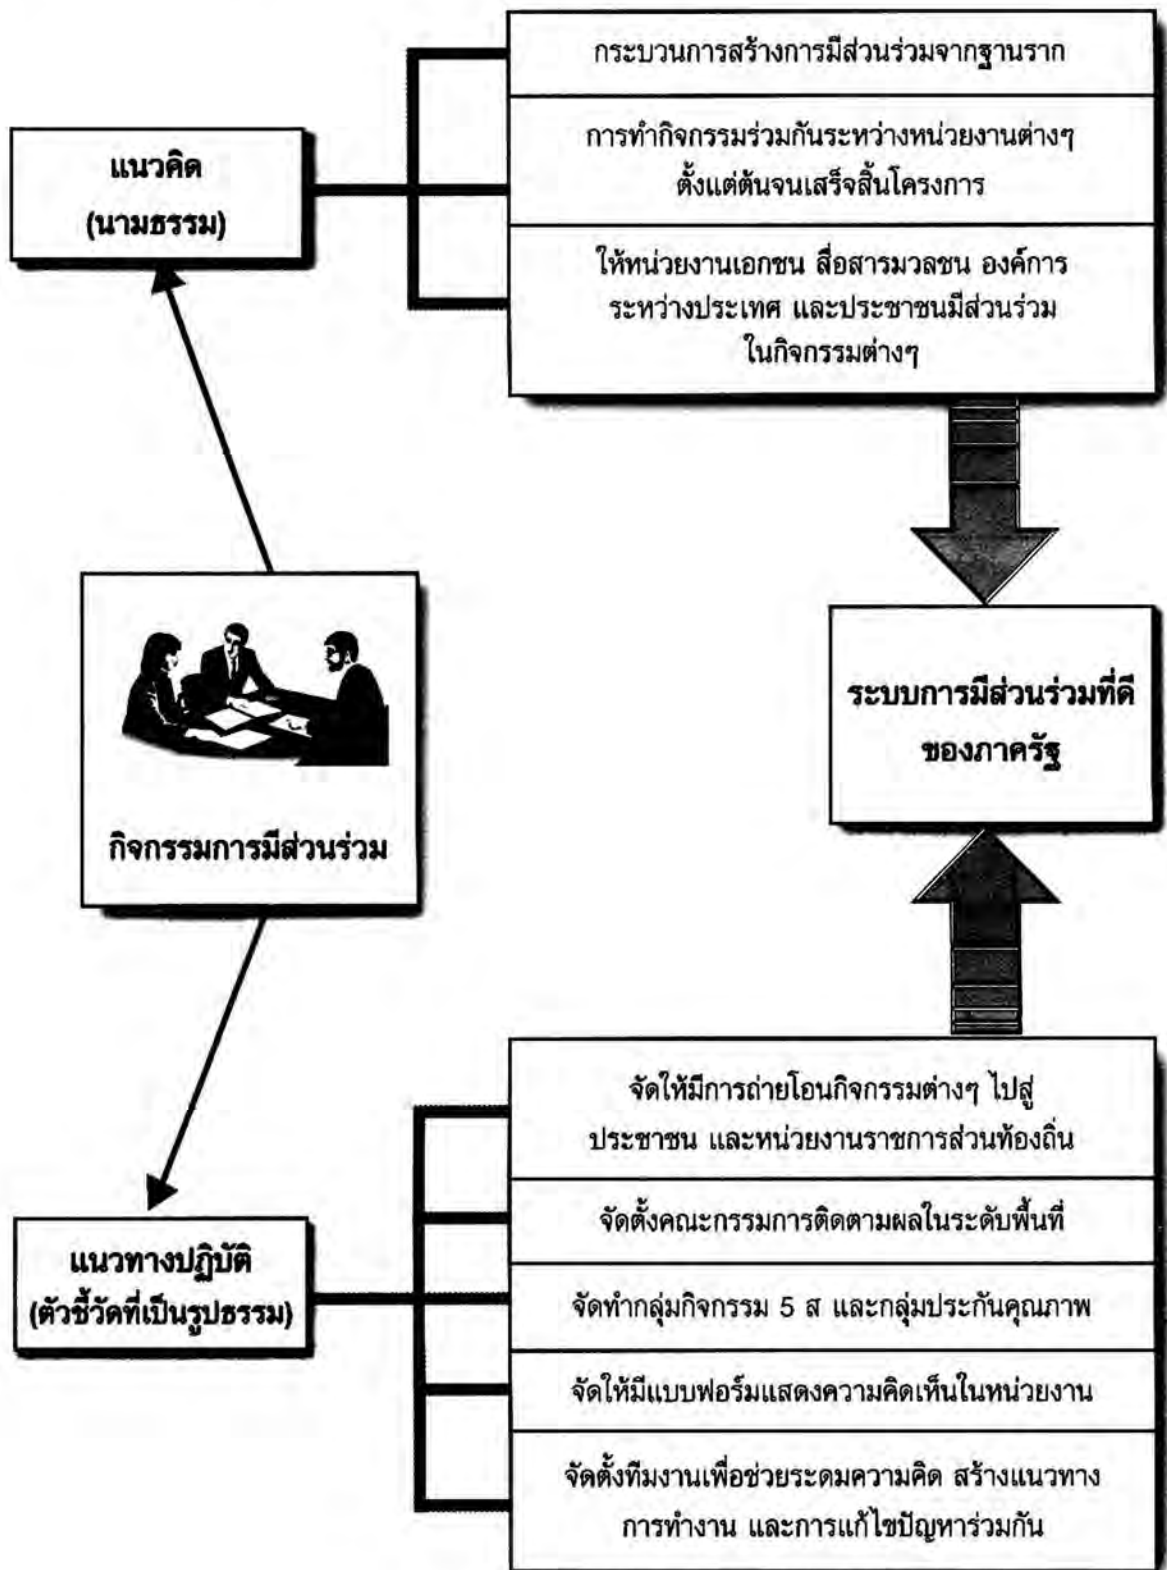 กระบวนการสร้างการมีส่วนร่วมจากฐานราก
การทำกิจกรรมร่วมกันระหว่างหน่วยงานต่างๆ
ตั้งแต่ต้นจนเสร็จสิ้นโครงการ
ให้หน่วยงานเอกชน สื่อสารมวลชน องค์การ
ระหว่างประเทศ และประชาชนมีส่วนร่วม
ในกิจกรรมต่างๆ
แนวคิด
(นามธรรม)
กิจกรรมการมีส่วนร่วม
ระบบการมีส่วนร่วมที่ดี
ของภาครัฐ
แนวทางปฏิบัติ
(ตัวชี้วัดที่เป็นรูปธรรม)
จัดให้มีการถ่ายโอนกิจกรรมต่างๆ ไปสู่
ประชาชน และหน่วยงานราชการส่วนท้องถิ่น
จัดตั้งคณะกรรมการติดตามผลในระดับพื้นที่
จัดทำกลุ่มกิจกรรม 5 ส และกลุ่มประกันคุณภาพ
จัดให้มีแบบฟอร์มแสดงความคิดเห็นในหน่วยงาน
จัดตั้งทีมงานเพื่อช่วยระดมความคิด สร้างแนวทาง
การทำงาน และการแก้ไขปัญหาร่วมกัน